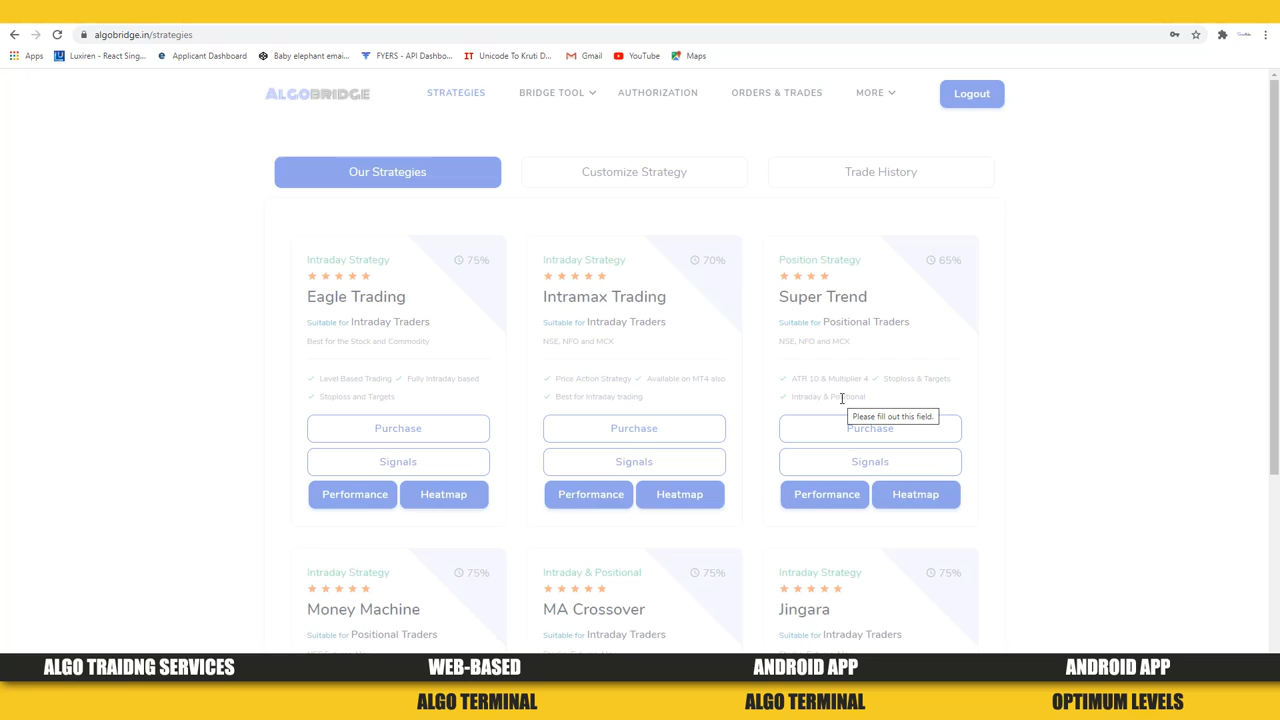 algobridge.in/strategies
Apps Luxiren - React Sing... Applicant Dashboard Baby elephant emai... FYERS - API Dashbo... Unicode To Kruti D... Gmail YouTube Maps
ALGOBRIDGE STRATEGIES BRIDGE TOOL AUTHORIZATION ORDERS & TRADES MORE Logout
Our Strategies Customize Strategy Trade History
Intraday Strategy 75%
Eagle Trading
Suitable for Intraday Traders
Best for the Stock and Commodity
Level Based Trading Fully Intraday based
Stoploss and Targets
Purchase
Signals
Performance Heatmap
Intraday Strategy 70%
Intramax Trading
Suitable for Intraday Traders
NSE, NFO and MCX
Price Action Strategy Available on MT4 also
Best for Intraday trading
Purchase
Signals
Performance Heatmap
Position Strategy 65%
Super Trend
Suitable for Positional Traders
NSE, NFO and MCX
ATR 10 & Multiplier 4 Stoploss & Targets
Intraday & Positional
Please fill out this field.
Purchase
Signals
Performance Heatmap
Intraday Strategy 75%
Money Machine
Suitable for Positional Traders
Intraday & Positional 75%
MA Crossover
Suitable for Intraday Traders
Intraday Strategy 75%
Jingara
Suitable for Intraday Traders
ALGO TRAIDNG SERVICES
WEB-BASED
ALGO TERMINAL
ANDROID APP
ALGO TERMINAL
ANDROID APP
OPTIMUM LEVELS